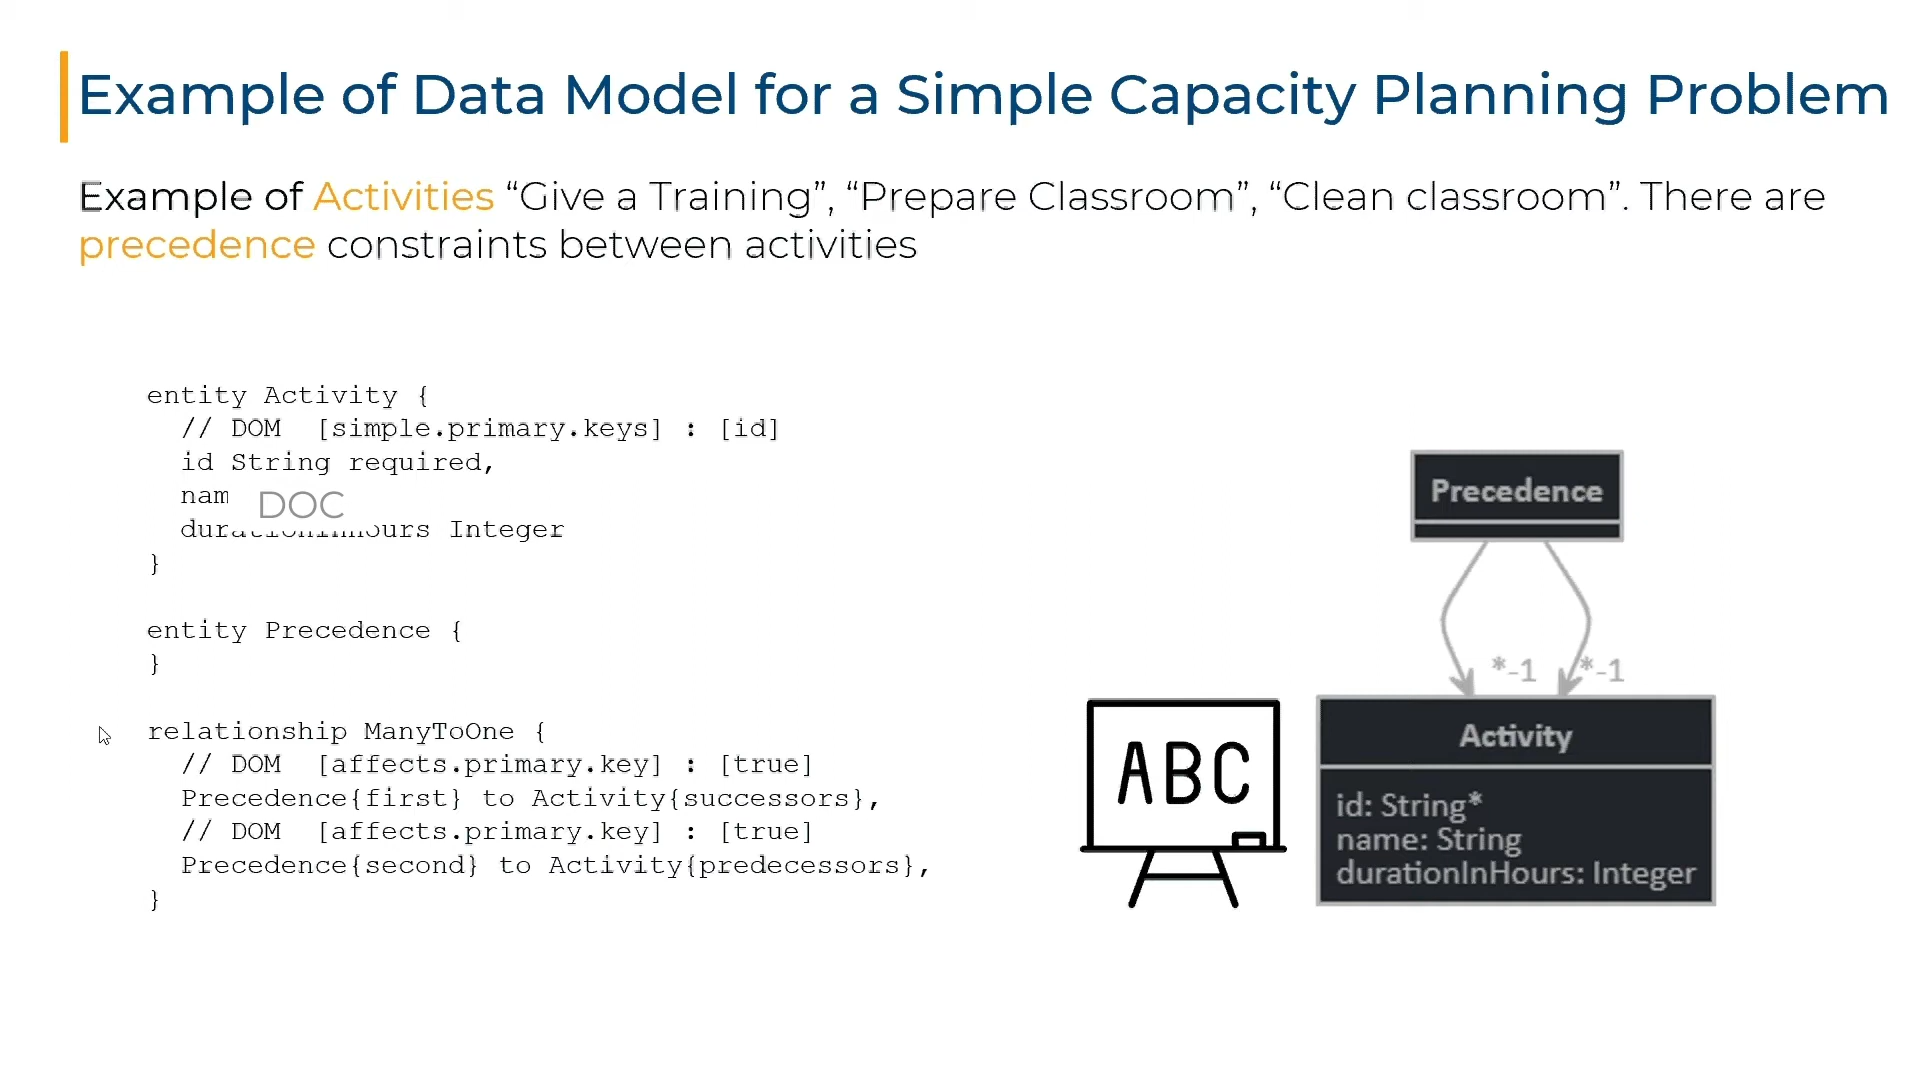 Example of Data Model for a Simple Capacity Planning Problem
Example of Activities “Give a Training”, “Prepare Classroom”, “Clean classroom”. There are
precedence constraints between activities
entity Activity {
// DOM [simple.primary.keys] : [id]
id String required,
nam
DOC
durationInHours Integer
}
entity Precedence {
}
relationship ManyToOne {
// DOM [affects.primary.key] : [true]
Precedence{first} to Activity{successors},
// DOM [affects.primary.key] : [true]
Precedence{second} to Activity{predecessors},
}
ABC
Precedence
*-1
*-1
Activity
id: String*
name: String
durationInHours: Integer